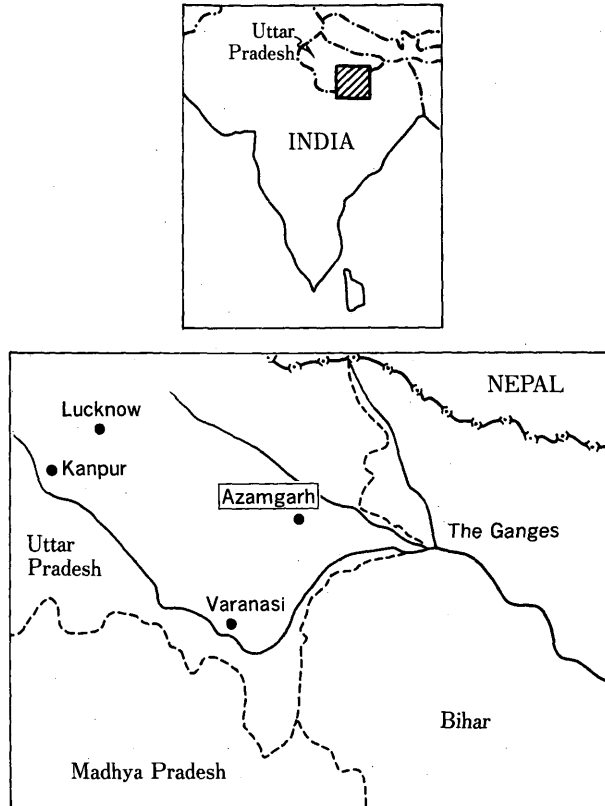 Uttar
Pradesh
INDIA
NEPAL
Lucknow
Kanpur
Azamgarh
The Ganges
Uttar
Pradesh
Varanasi
Bihar
Madhya Pradesh